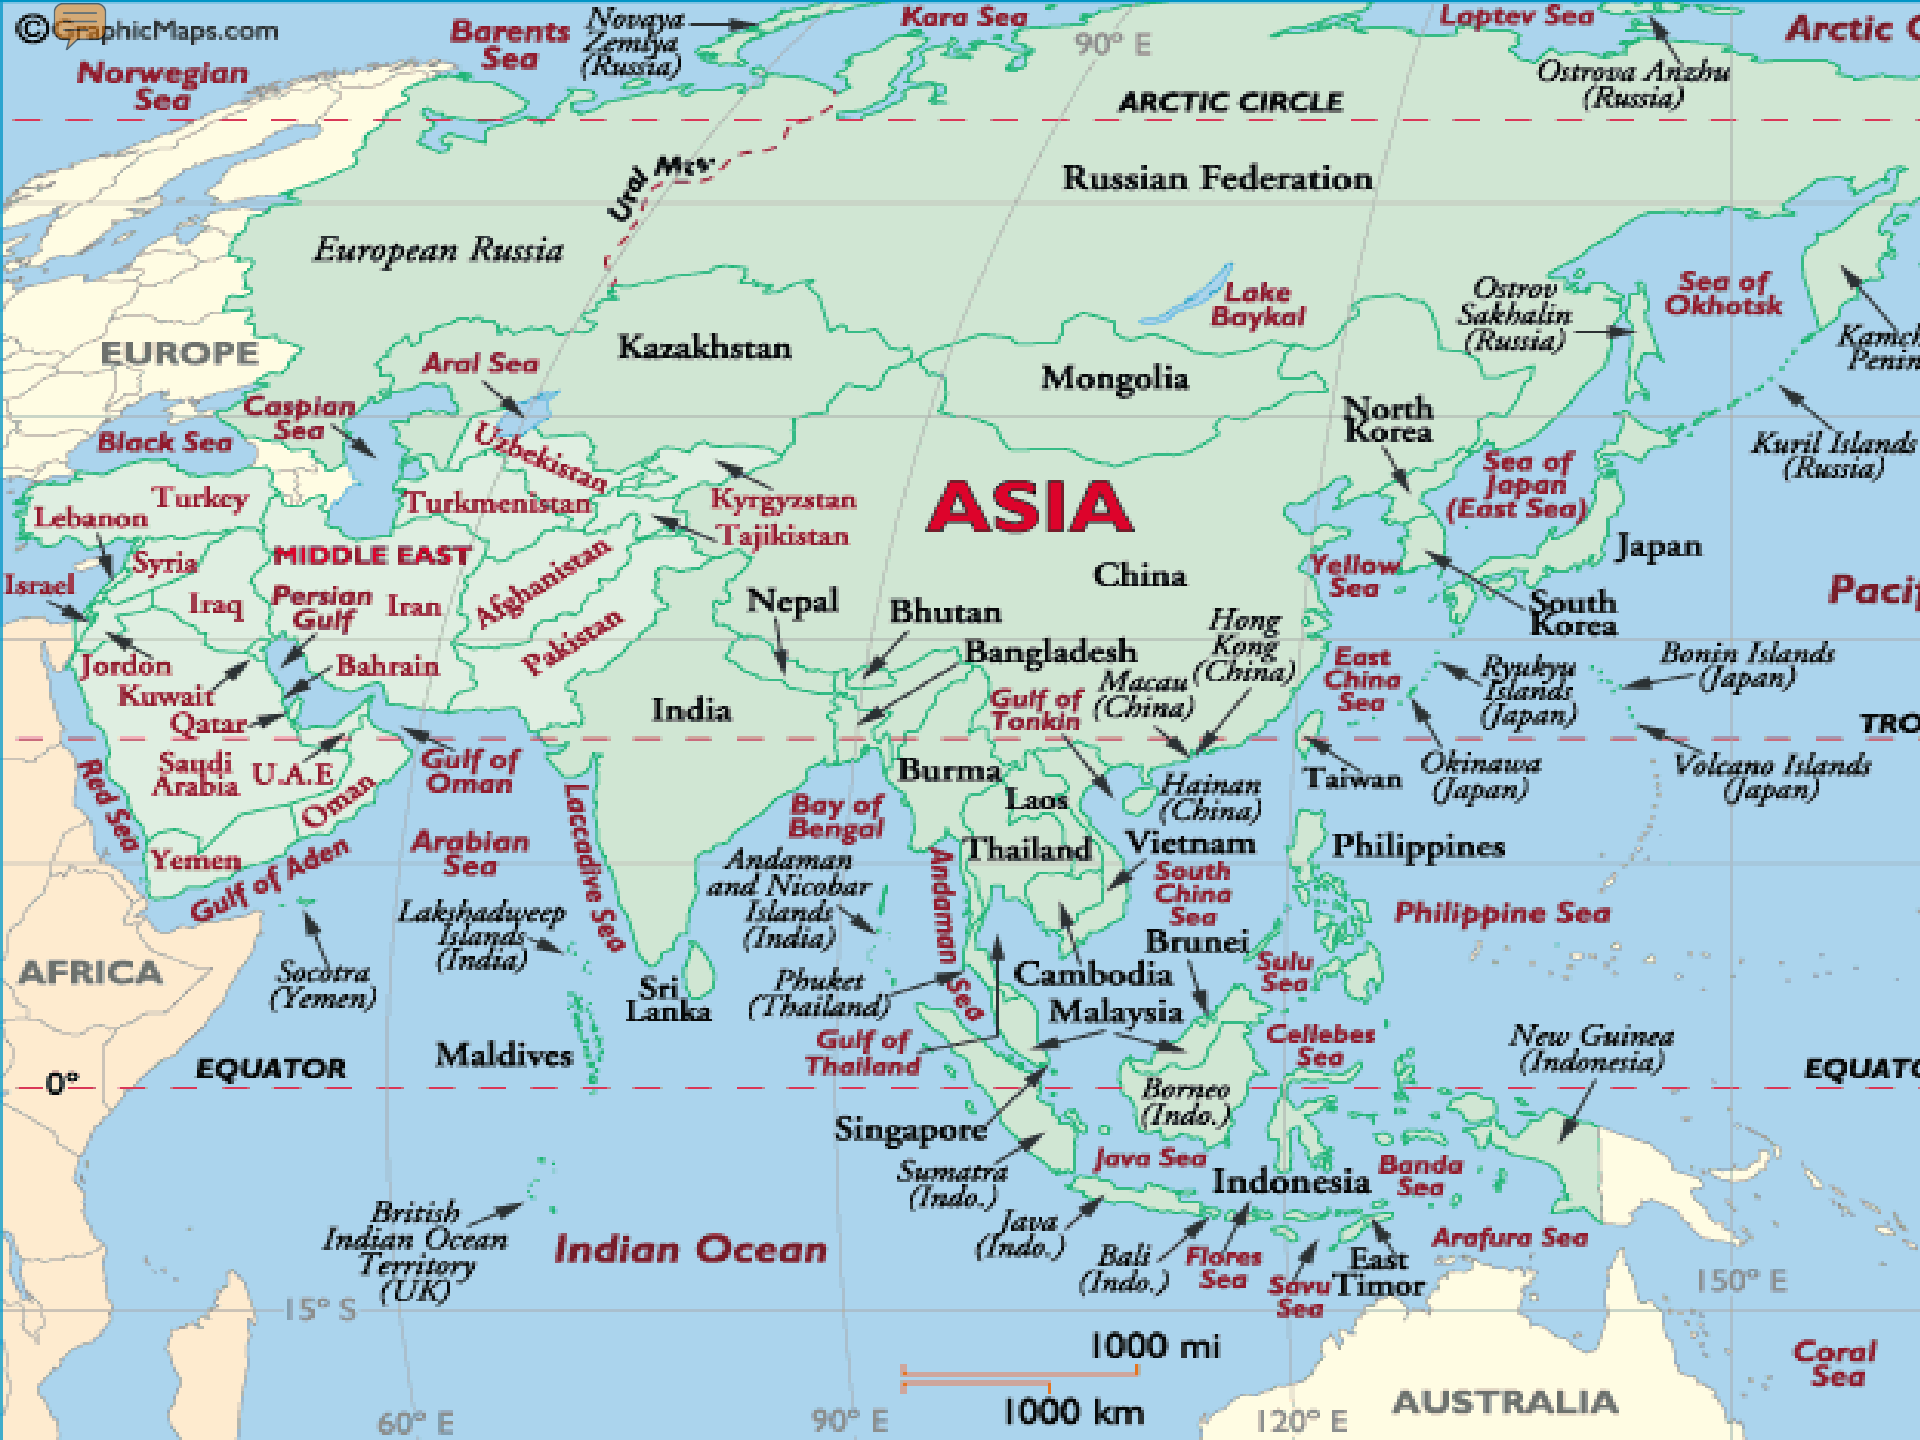 ©GraphicMaps.com
Norwegian
Sea
Barents
Sea
Novaya
Zemlya
(Russia)
Kara Sea
90° E
Laptev Sea
Ostrova Anzhu
(Russia)
Arctic
ARCTIC CIRCLE
Ural
Russian Federation
European Russia
EUROPE
Kazakhstan
Aral Sea
Lake
Baykal
Mongolia
Ostrov
Sakhalin
(Russia)
Sea of
Okhotsk
Caspian
Sea
Black Sea
Uzbekistan
North
Korea
Kuril Islands
(Russia)
Turkey
Lebanon
Turkmenistan
Kyrgyzstan
Tajikistan
ASIA
Sea of
Japan
(East Sea)
Japan
MIDDLE EAST
Syria
Israel
Iraq
Persian
Gulf
Iran
Afghanistan
Pakistan
Nepal
Bhutan
China
Yellow
Sea
South
Korea
Hong
Kong
(China)
Bangladesh
Jordon
Kuwait
Bahrain
Qatar
India
Gulf of
Tonkin
Macau
(China)
East
China
Sea
Ryukyu
Islands
(Japan)
Bonin Islands
(Japan)
Saudi
Arabia
U.A.E
Oman
Gulf of
Oman
Red Sea
Burma
Laos
Hainan
(China)
Taiwan
Okinawa
(Japan)
Volcano Islands
(Japan)
Yemen
Gulf of Aden
Arabian
Sea
Laccadive Sea
Bay of
Bengal
Andaman
and Nicobar
Islands
(India)
Andaman Sea
Thailand
Vietnam
South
China
Sea
Philippines
Philippine Sea
AFRICA
Socotra
(Yemen)
Lakshadweep
Islands
(India)
Sri
Lanka
Phuket
(Thailand)
Cambodia
Brunei
Sulu
Sea
Malaysia
Gulf of
Thailand
Cellebes
Sea
New Guinea
(Indonesia)
Maldives
EQUATOR
0°
Borneo
(Indo.)
Singapore
Sumatra
(Indo.)
Java Sea
Indonesia
Banda
Sea
Java
(Indo.)
Bali
(Indo.)
Flores
Sea
Savu
Sea
East
Timor
Arafura Sea
British
Indian Ocean
Territory
(UK)
Indian Ocean
15° S
150° E
1000 mi
1000 km
60° E
90° E
120° E
AUSTRALIA
Coral
Sea